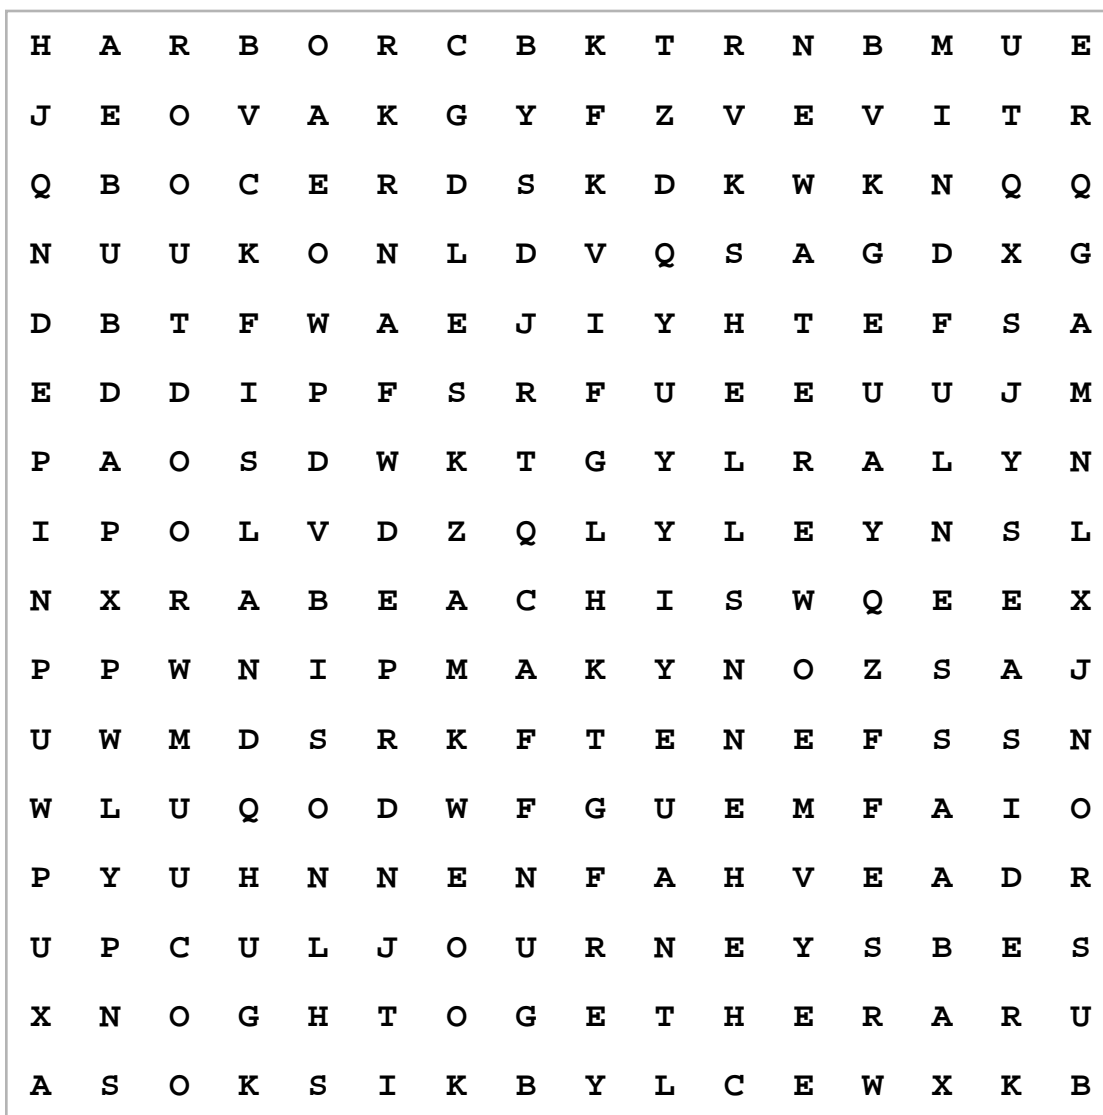 H A R B O R C B K T R N B M U E
J E O V A K G Y F Z V E V I T R
Q B O C E R D S K D K W K N Q Q
N U U K O N L D V Q S A G D X G
D B T F W A E J I Y H T E F S A
E D D I P F S R F U E E U U J M
P A O S D W K T G Y L R A L Y N
I P O L V D Z Q L Y L E Y N S L
N X R A B E A C H I S W Q E E X
P P W N I P M A K Y N O Z S A J
U W M D S R K F T E N E F S S N
W L U Q O D W F G U E M F A I O
P Y U H N N E N F A H V E A D R
U P C U L J O U R N E Y S B E S
X N O G H T O G E T H E R A R U
A S O K S I K B Y L C E W X K B